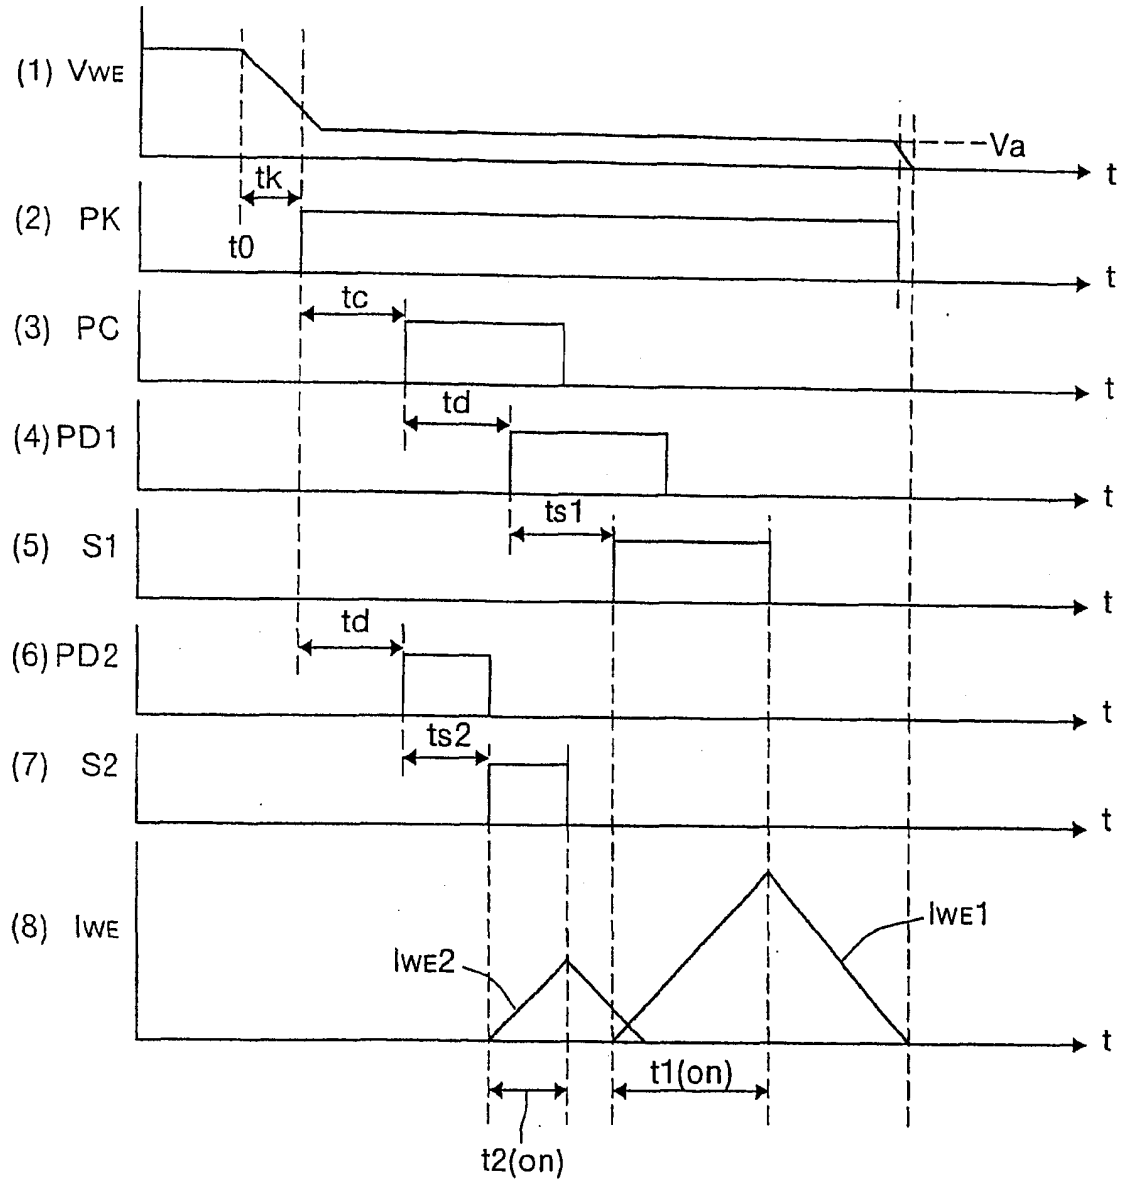 (1) VWE
Va
t
tk
(2) PK
t0
t
tc
(3) PC
t
td
(4) PD1
t
ts1
(5) S1
t
td
(6) PD2
t
ts2
(7) S2
t
(8) IWE
IWE2
IWE1
t
t1(on)
t2(on)